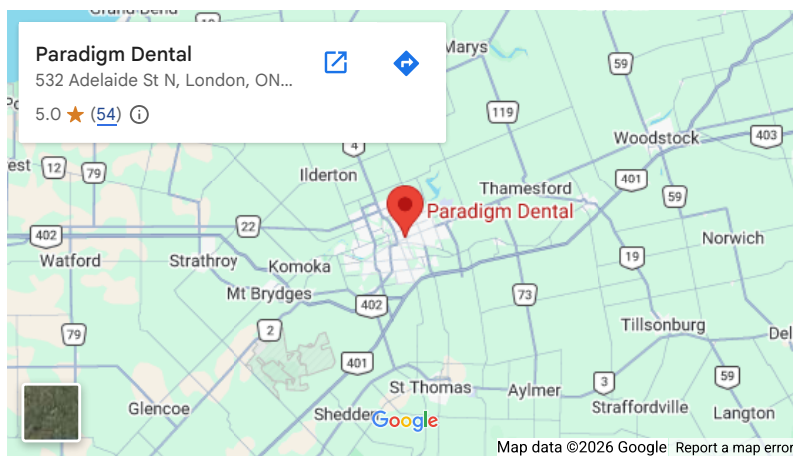 Grand Bend
Paradigm Dental
532 Adelaide St N, London, ON...
5.0 (54)
Marys
59
119
Woodstock
403
4
est
12
79
Ilderton
Thamesford
401
59
Paradigm Dental
22
402
Norwich
Watford
Strathroy
Komoka
19
Mt Brydges
402
73
79
2
Tillsonburg
Del
401
St Thomas
Aylmer
3
59
Glencoe
Shedden
Google
Straffordville
Langton
Map data ©2026 Google Report a map error